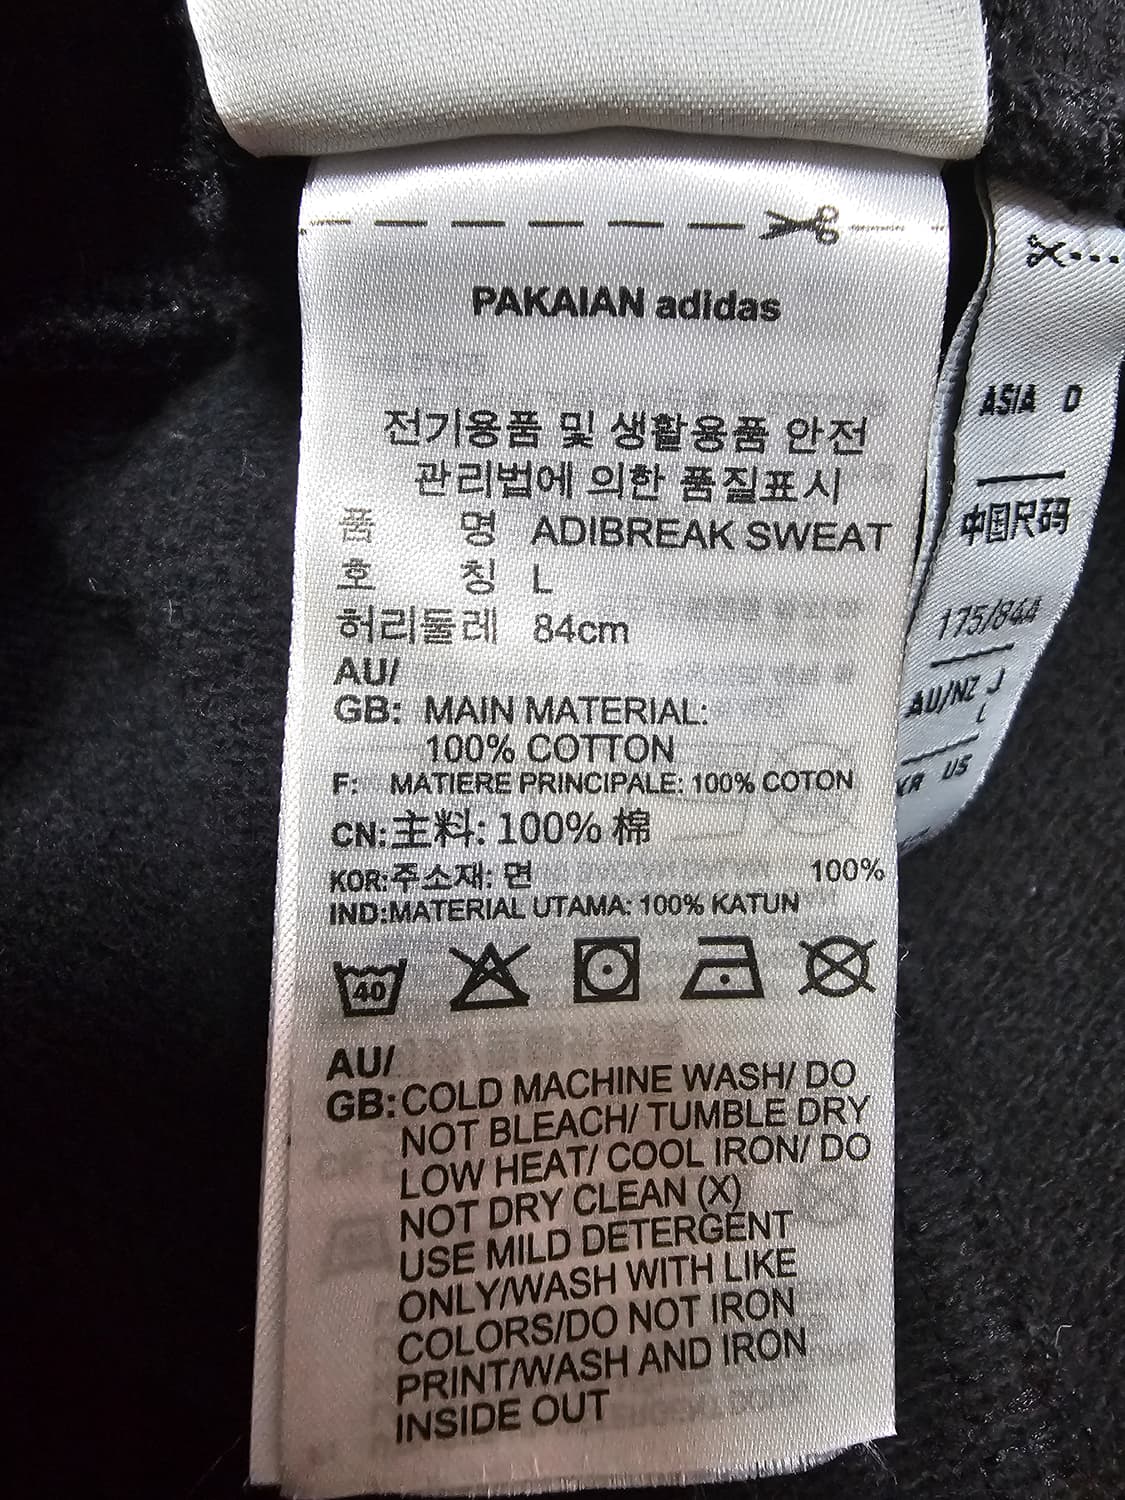 PAKAIAN adidas
전기용품 및 생활용품 안전
관리법에 의한 품질표시
품 명 ADIBREAK SWEAT
호 칭 L
허리둘레 84cm
AU/
GB: MAIN MATERIAL:
100% COTTON
F: MATIERE PRINCIPALE: 100% COTON
CN:主料: 100% 棉
KOR:주소재: 면 100%
IND:MATERIAL UTAMA: 100% KATUN
40
AU/
GB:COLD MACHINE WASH/ DO
NOT BLEACH/ TUMBLE DRY
LOW HEAT/ COOL IRON/ DO
NOT DRY CLEAN (X)
USE MILD DETERGENT
ONLY/WASH WITH LIKE
COLORS/DO NOT IRON
PRINT/WASH AND IRON
INSIDE OUT
ASIA D
中国尺码
175/84A
AU/NZ J
L
KR US